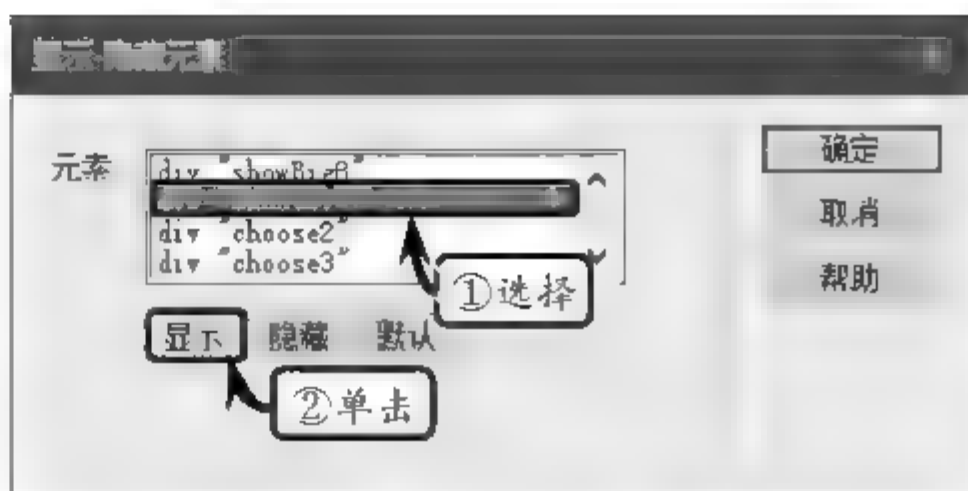 元素
div "showBig8"
div "choose2"
div "choose3"
①选择
显示 隐藏 默认
②单击
确定
取消
帮助